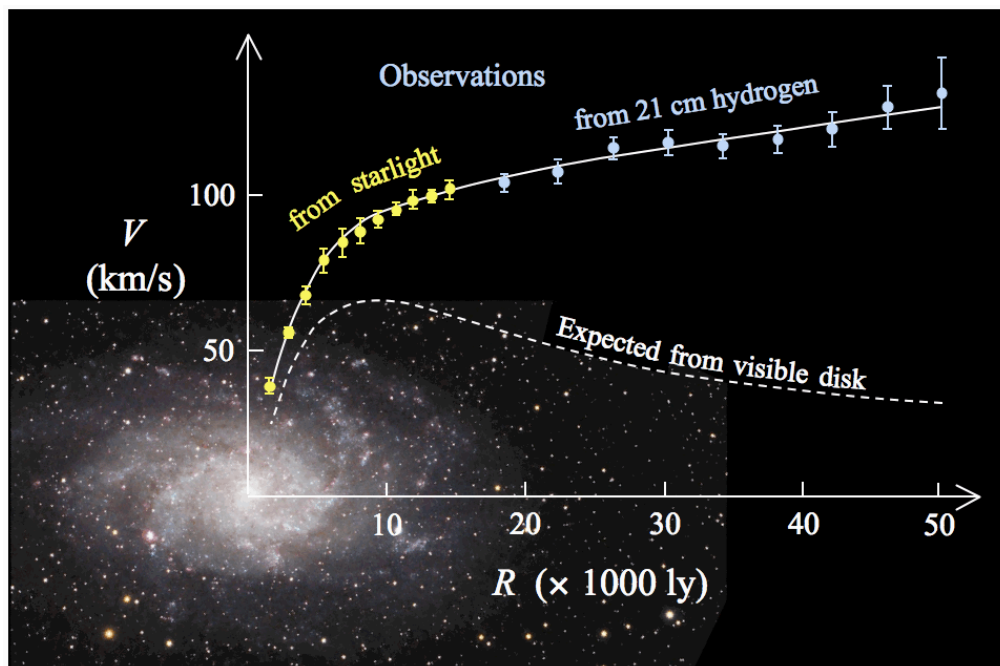 Observations
from 21 cm hydrogen
from starlight
100
V
(km/s)
50
Expected from visible disk
10 20 30 40 50
R (× 1000 ly)